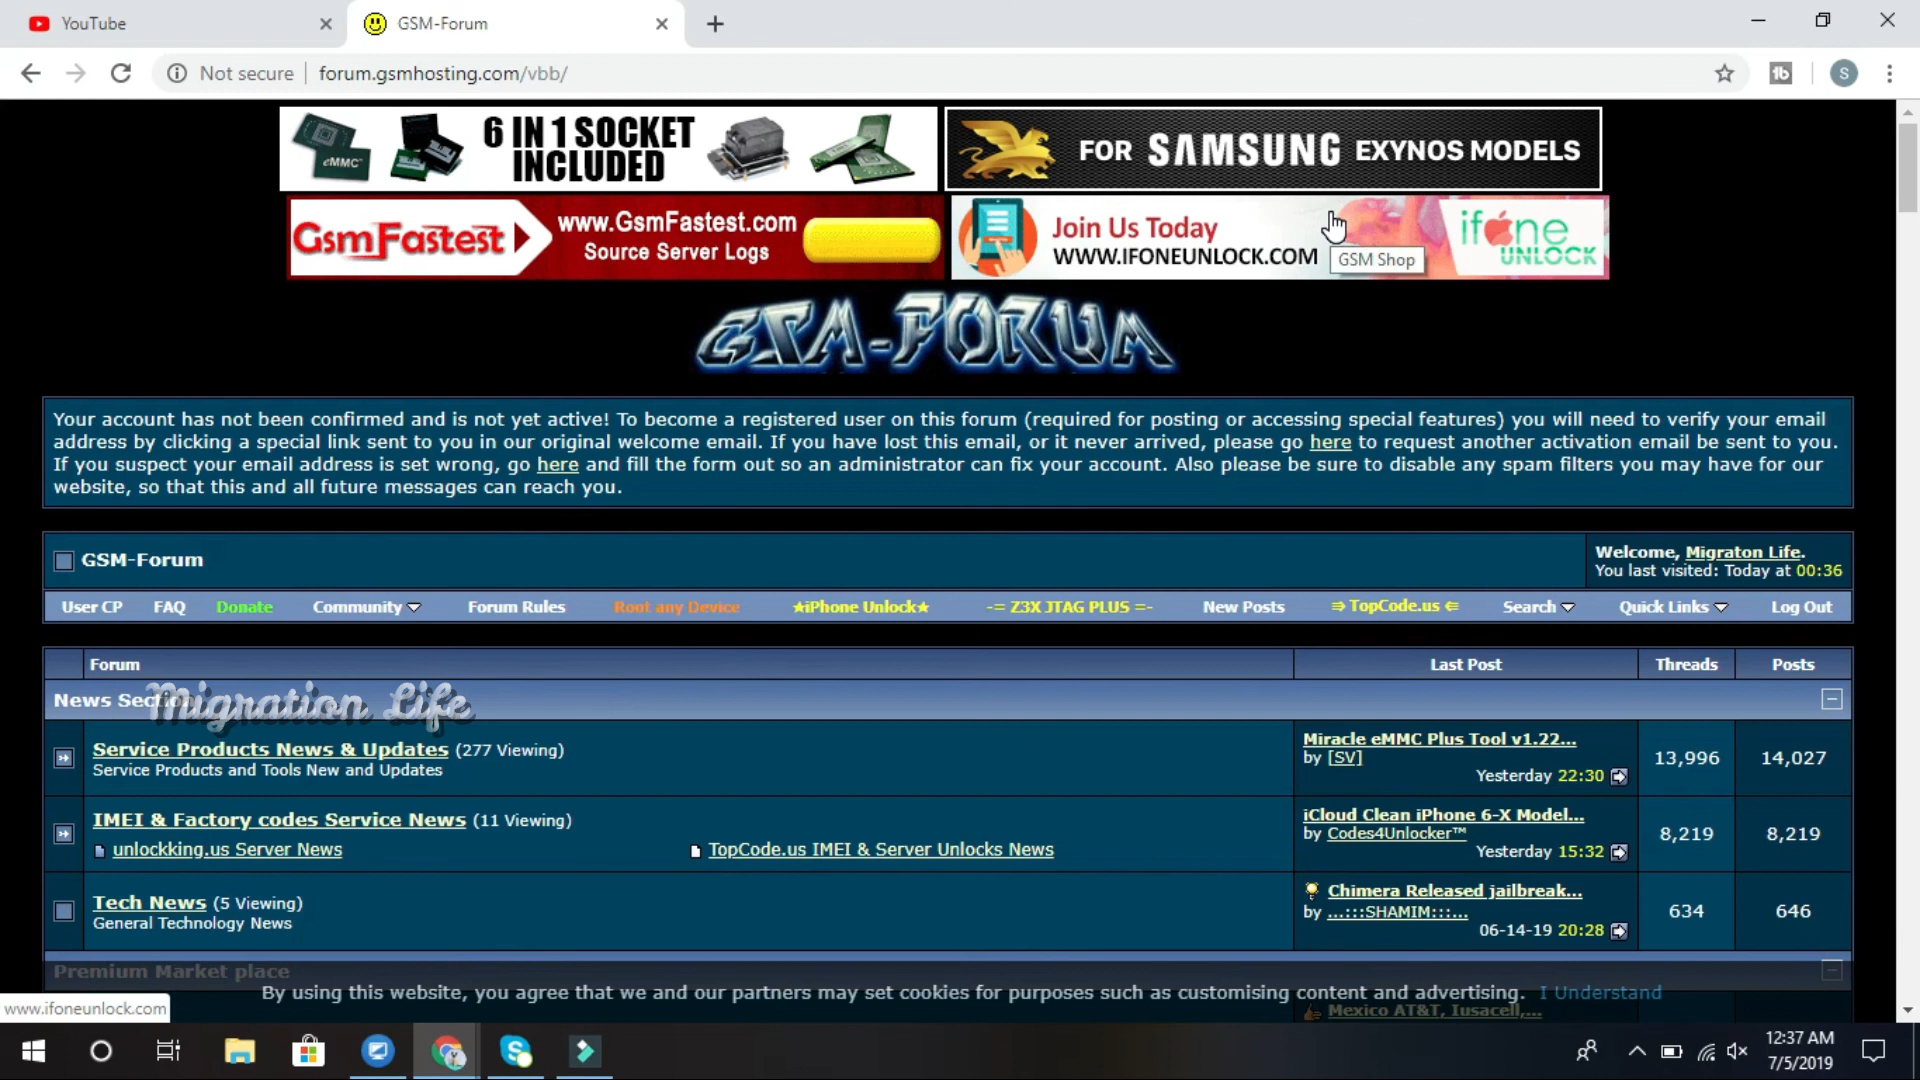 YouTube
GSM-Forum
Not secure
forum.gsmhosting.com/vbb/
eMMC
6 IN 1 SOCKET
INCLUDED
FOR SAMSUNG EXYNOS MODELS
GsmFastest
www.GsmFastest.com
Source Server Logs
Join Us Today
WWW.IFONEUNLOCK.COM
ifone
UNLOCK
GSM Shop
GSM-FORUM
Your account has not been confirmed and is not yet active! To become a registered user on this forum (required for posting or accessing special features) you will need to verify your email
address by clicking a special link sent to you in our original welcome email. If you have lost this email, or it never arrived, please go here to request another activation email be sent to you.
If you suspect your email address is set wrong, go here and fill the form out so an administrator can fix your account. Also please be sure to disable any spam filters you may have for our
website, so that this and all future messages can reach you.
GSM-Forum
Welcome, Migraton Life.
You last visited: Today at 00:36
User CP FAQ Donate Community Forum Rules Root any Device ★iPhone Unlock★ -= Z3X JTAG PLUS =- New Posts ⇒ TopCode.us ⇐ Search Quick Links Log Out
Forum Last Post Threads Posts
News Section
Migration Life
Service Products News & Updates (277 Viewing)
Service Products and Tools New and Updates
Miracle eMMC Plus Tool v1.22...
by [SV]
Yesterday 22:30
13,996 14,027
IMEI & Factory codes Service News (11 Viewing)
unlockking.us Server News TopCode.us IMEI & Server Unlocks News
iCloud Clean iPhone 6-X Model...
by Codes4Unlocker™
Yesterday 15:32
8,219 8,219
Tech News (5 Viewing)
General Technology News
Chimera Released jailbreak...
by ...:::SHAMIM:::...
06-14-19 20:28
634 646
Premium Market place
By using this website, you agree that we and our partners may set cookies for purposes such as customising content and advertising. I Understand
Mexico AT&T, Iusacell,...
www.ifoneunlock.com
12:37 AM
7/5/2019